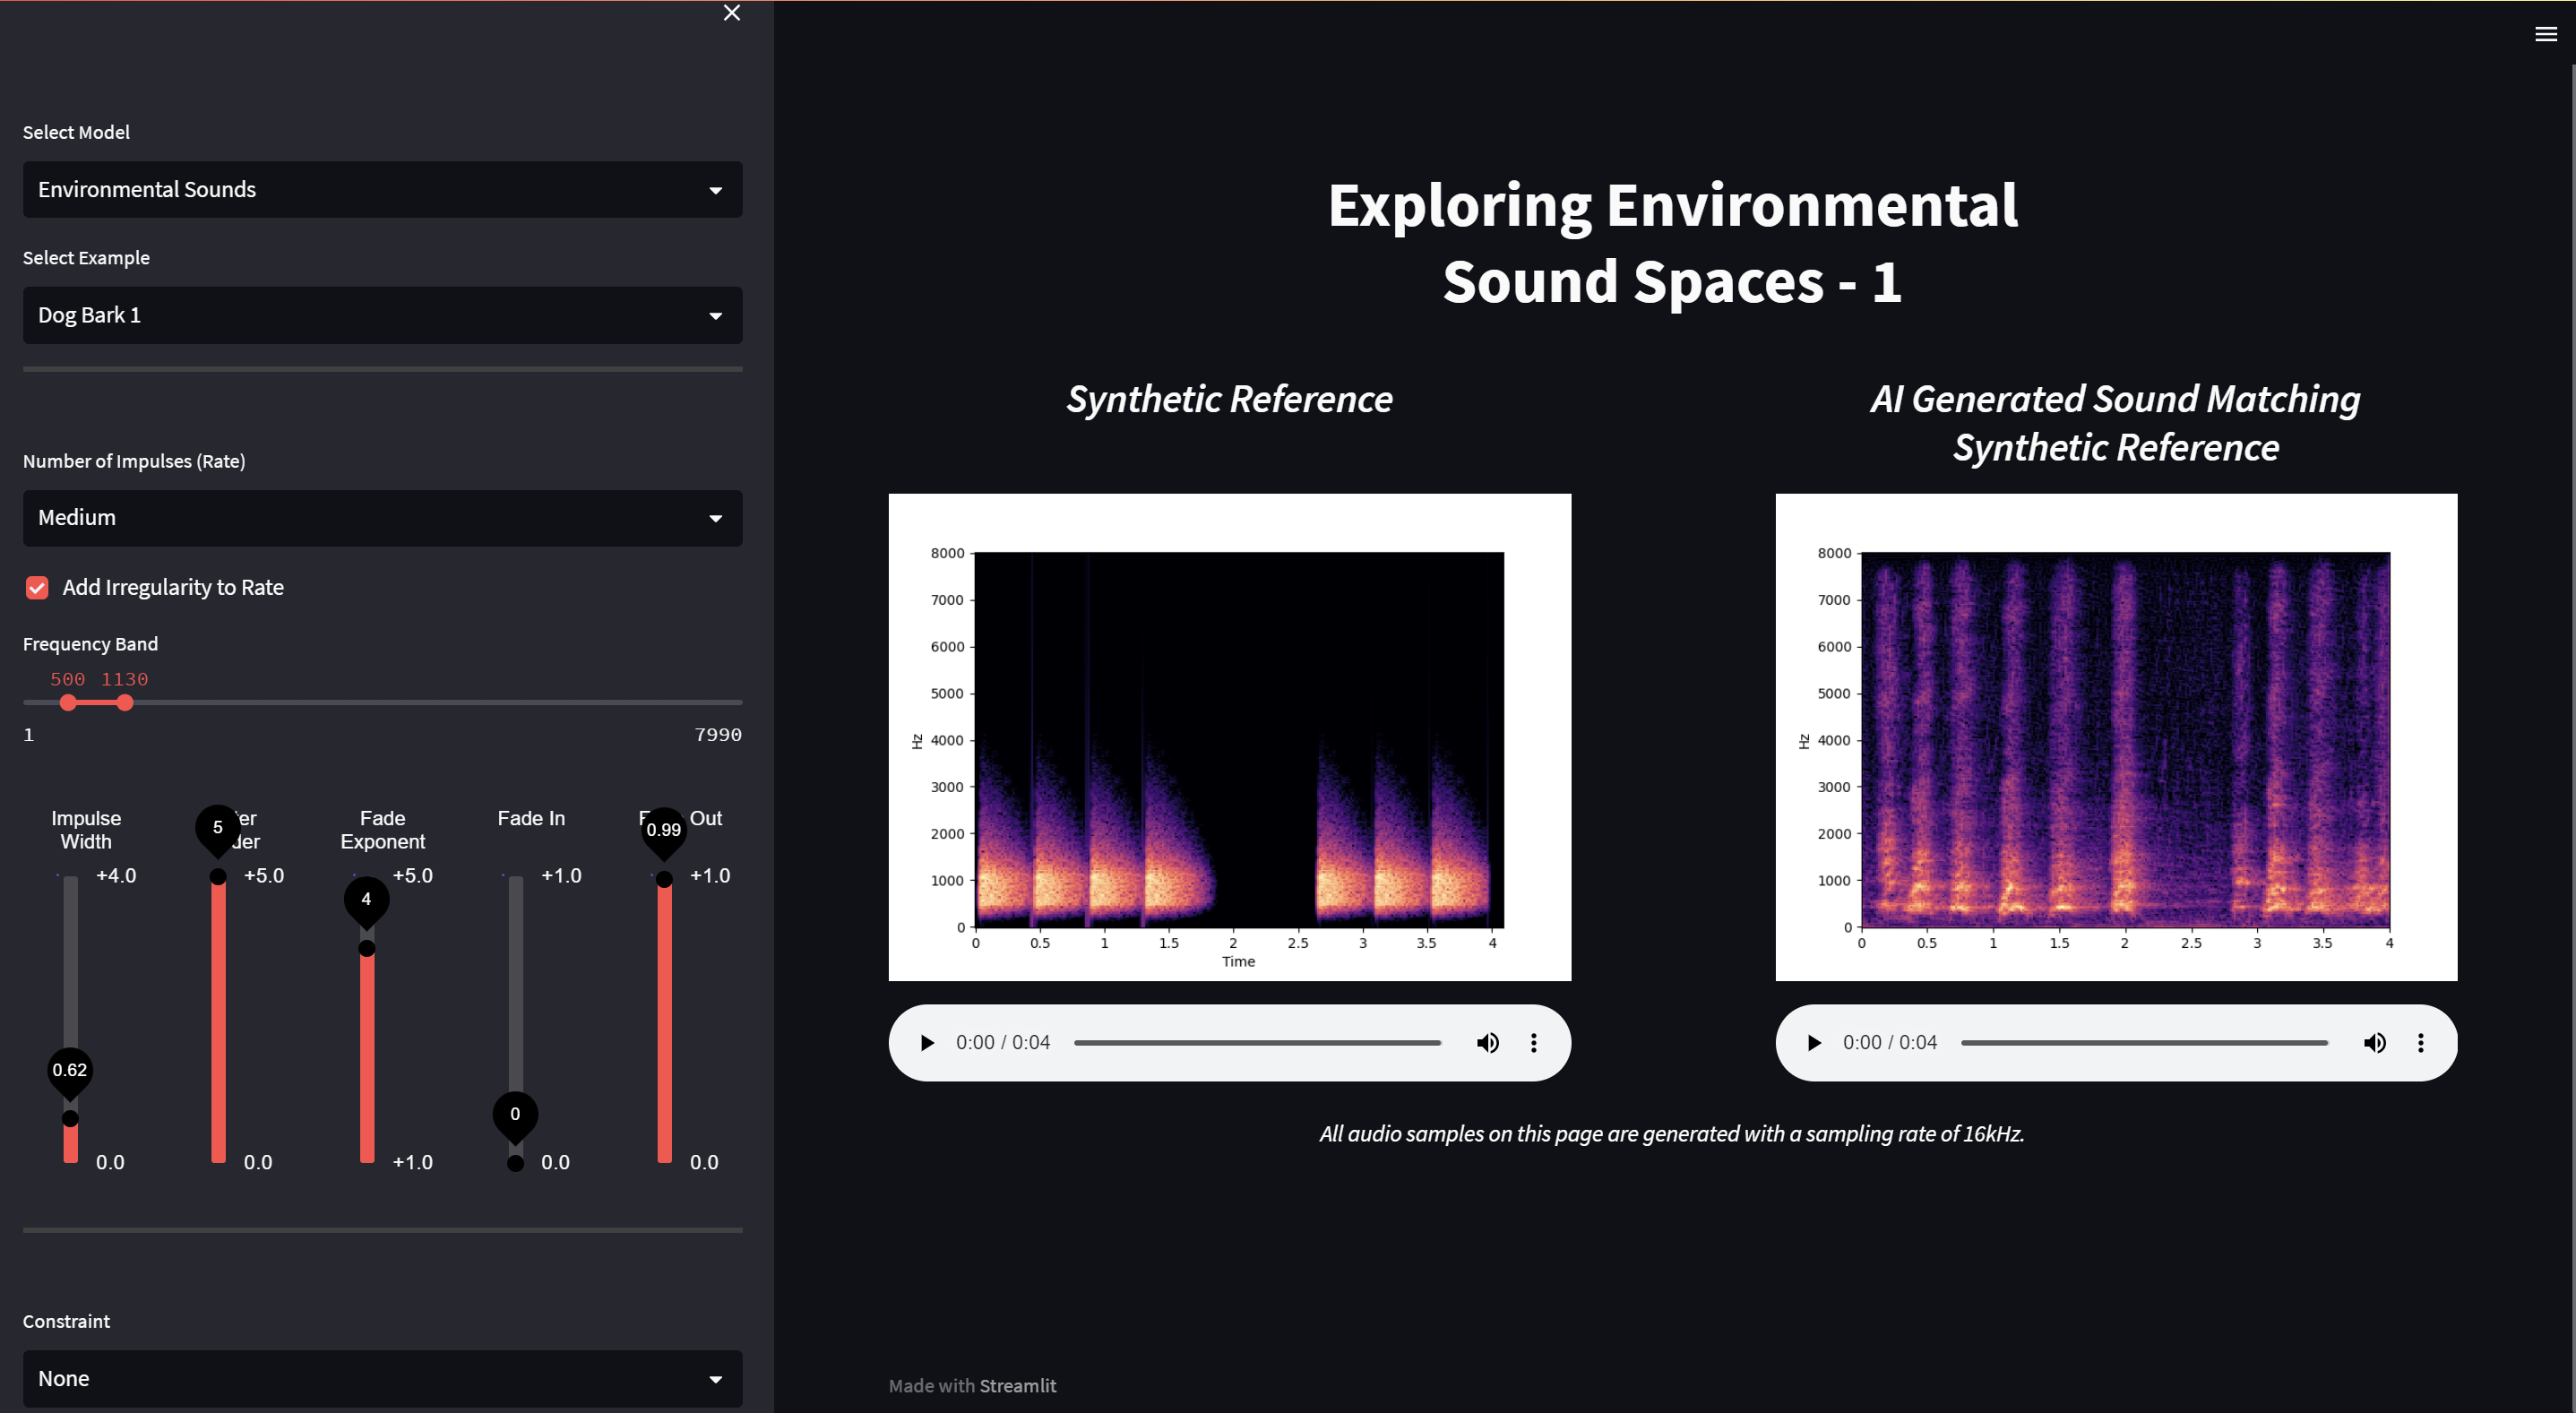 Select Model
Environmental Sounds
Select Example
Dog Bark 1
Number of Impulses (Rate)
Medium
Add Irregularity to Rate
Frequency Band
500 1130
1 7990
Impulse
Width
Fade
Exponent
Fade In
Out
5
0.99
+4.0
+5.0
4
+5.0
+1.0
+1.0
0.62
0
0.0
0.0
+1.0
0.0
0.0
Constraint
None
Exploring Environmental
Sound Spaces - 1
Synthetic Reference
8000
7000
6000
5000
4000
3000
2000
1000
0
Hz
0 0.5 1 1.5 2 2.5 3 3.5 4
Time
0:00 / 0:04
AI Generated Sound Matching
Synthetic Reference
8000
7000
6000
5000
4000
3000
2000
1000
0
Hz
0 0.5 1 1.5 2 2.5 3 3.5 4
0:00 / 0:04
All audio samples on this page are generated with a sampling rate of 16kHz.
Made with Streamlit